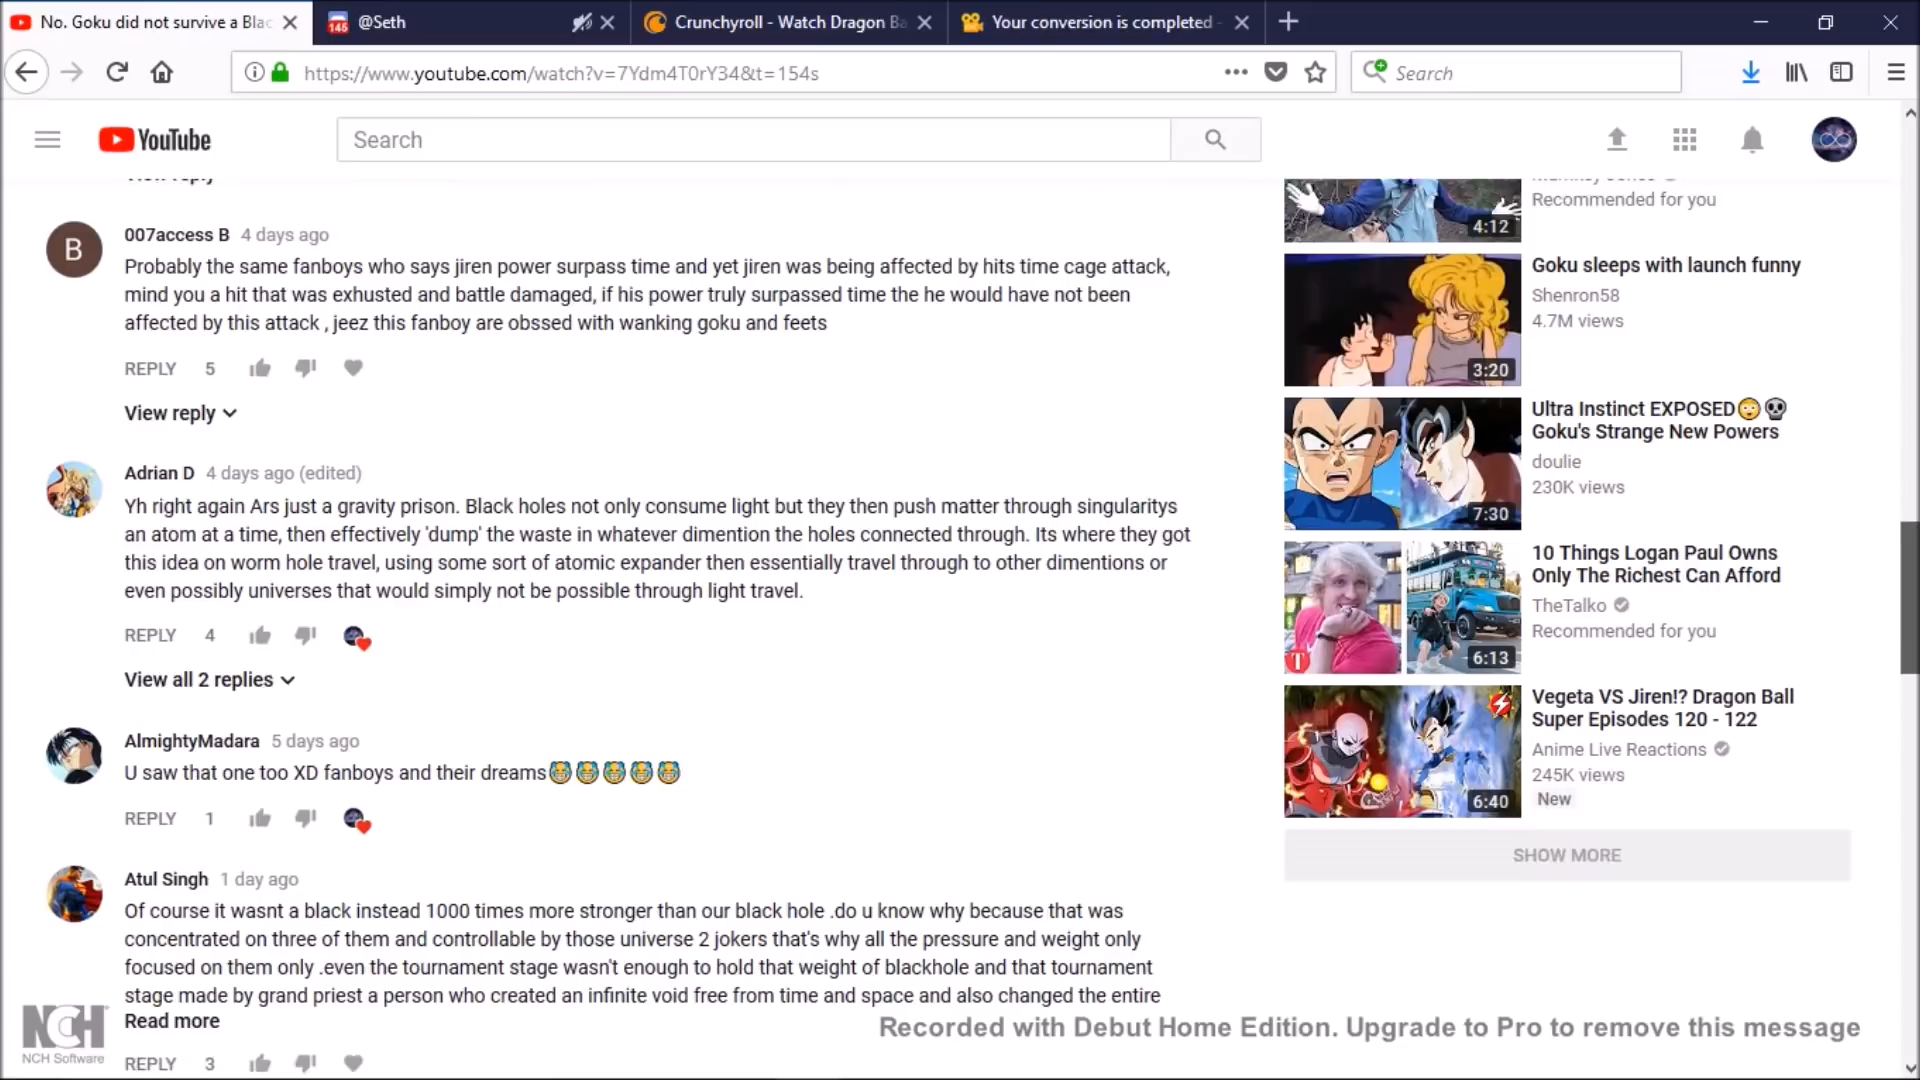 No. Goku did not survive a Blac
145 @Seth
Crunchyroll - Watch Dragon Ba
Your conversion is completed -
https://www.youtube.com/watch?v=7Ydm4T0rY34&t=154s
Search
YouTube
Search
View reply
B
007access B 4 days ago
Probably the same fanboys who says jiren power surpass time and yet jiren was being affected by hits time cage attack,
mind you a hit that was exhusted and battle damaged, if his power truly surpassed time the he would have not been
affected by this attack , jeez this fanboy are obssed with wanking goku and feets
REPLY 5
View reply
Adrian D 4 days ago (edited)
Yh right again Ars just a gravity prison. Black holes not only consume light but they then push matter through singularitys
an atom at a time, then effectively 'dump' the waste in whatever dimention the holes connected through. Its where they got
this idea on worm hole travel, using some sort of atomic expander then essentially travel through to other dimentions or
even possibly universes that would simply not be possible through light travel.
REPLY 4
View all 2 replies
AlmightyMadara 5 days ago
U saw that one too XD fanboys and their dreams😹😹😹😹😹
REPLY 1
Atul Singh 1 day ago
Of course it wasnt a black instead 1000 times more stronger than our black hole .do u know why because that was
concentrated on three of them and controllable by those universe 2 jokers that's why all the pressure and weight only
focused on them only .even the tournament stage wasn't enough to hold that weight of blackhole and that tournament
stage made by grand priest a person who created an infinite void free from time and space and also changed the entire
Read more
REPLY 3
Recommended for you
4:12
Goku sleeps with launch funny
Shenron58
4.7M views
3:20
Ultra Instinct EXPOSED😳💀
Goku's Strange New Powers
doulie
230K views
7:30
10 Things Logan Paul Owns
Only The Richest Can Afford
TheTalko
Recommended for you
T
6:13
Vegeta VS Jiren!? Dragon Ball
Super Episodes 120 - 122
Anime Live Reactions
245K views
New
6:40
SHOW MORE
NCH
NCH Software
Recorded with Debut Home Edition. Upgrade to Pro to remove this message